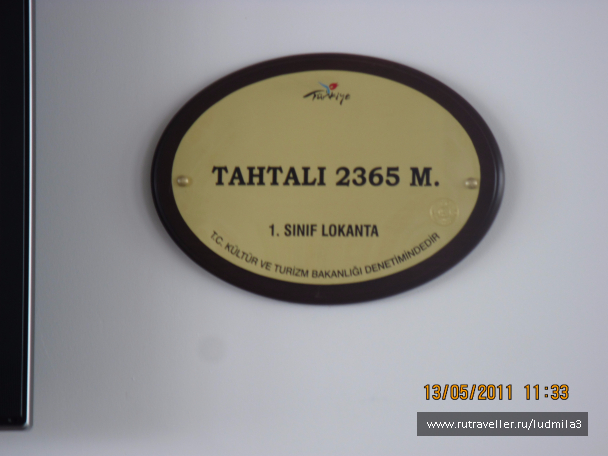 Türkiye
TAHTALI 2365 M.
1. SINIF LOKANTA
T.C. KÜLTÜR VE TURİZM BAKANLIĞI DENETİMİNDEDİR
13/05/2011 11:33
www.rutraveller.ru/ludmila3